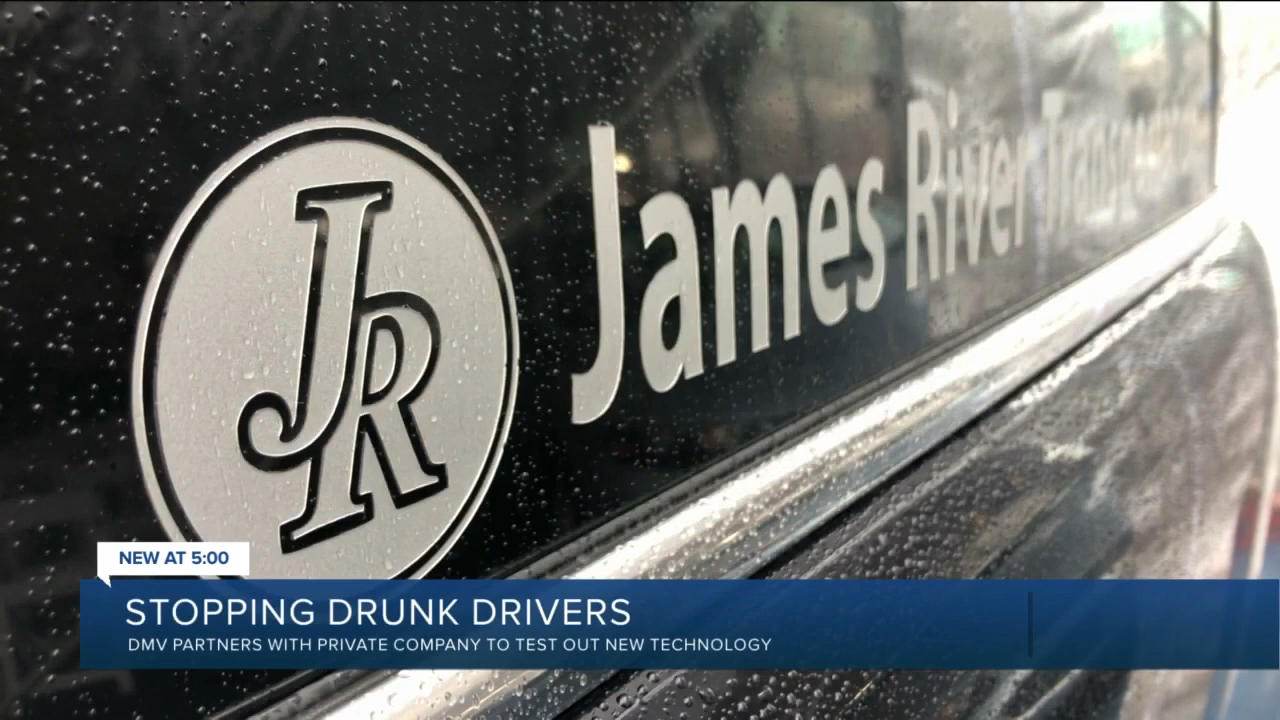 JR
James River
NEW AT 5:00
STOPPING DRUNK DRIVERS
DMV PARTNERS WITH PRIVATE COMPANY TO TEST OUT NEW TECHNOLOGY